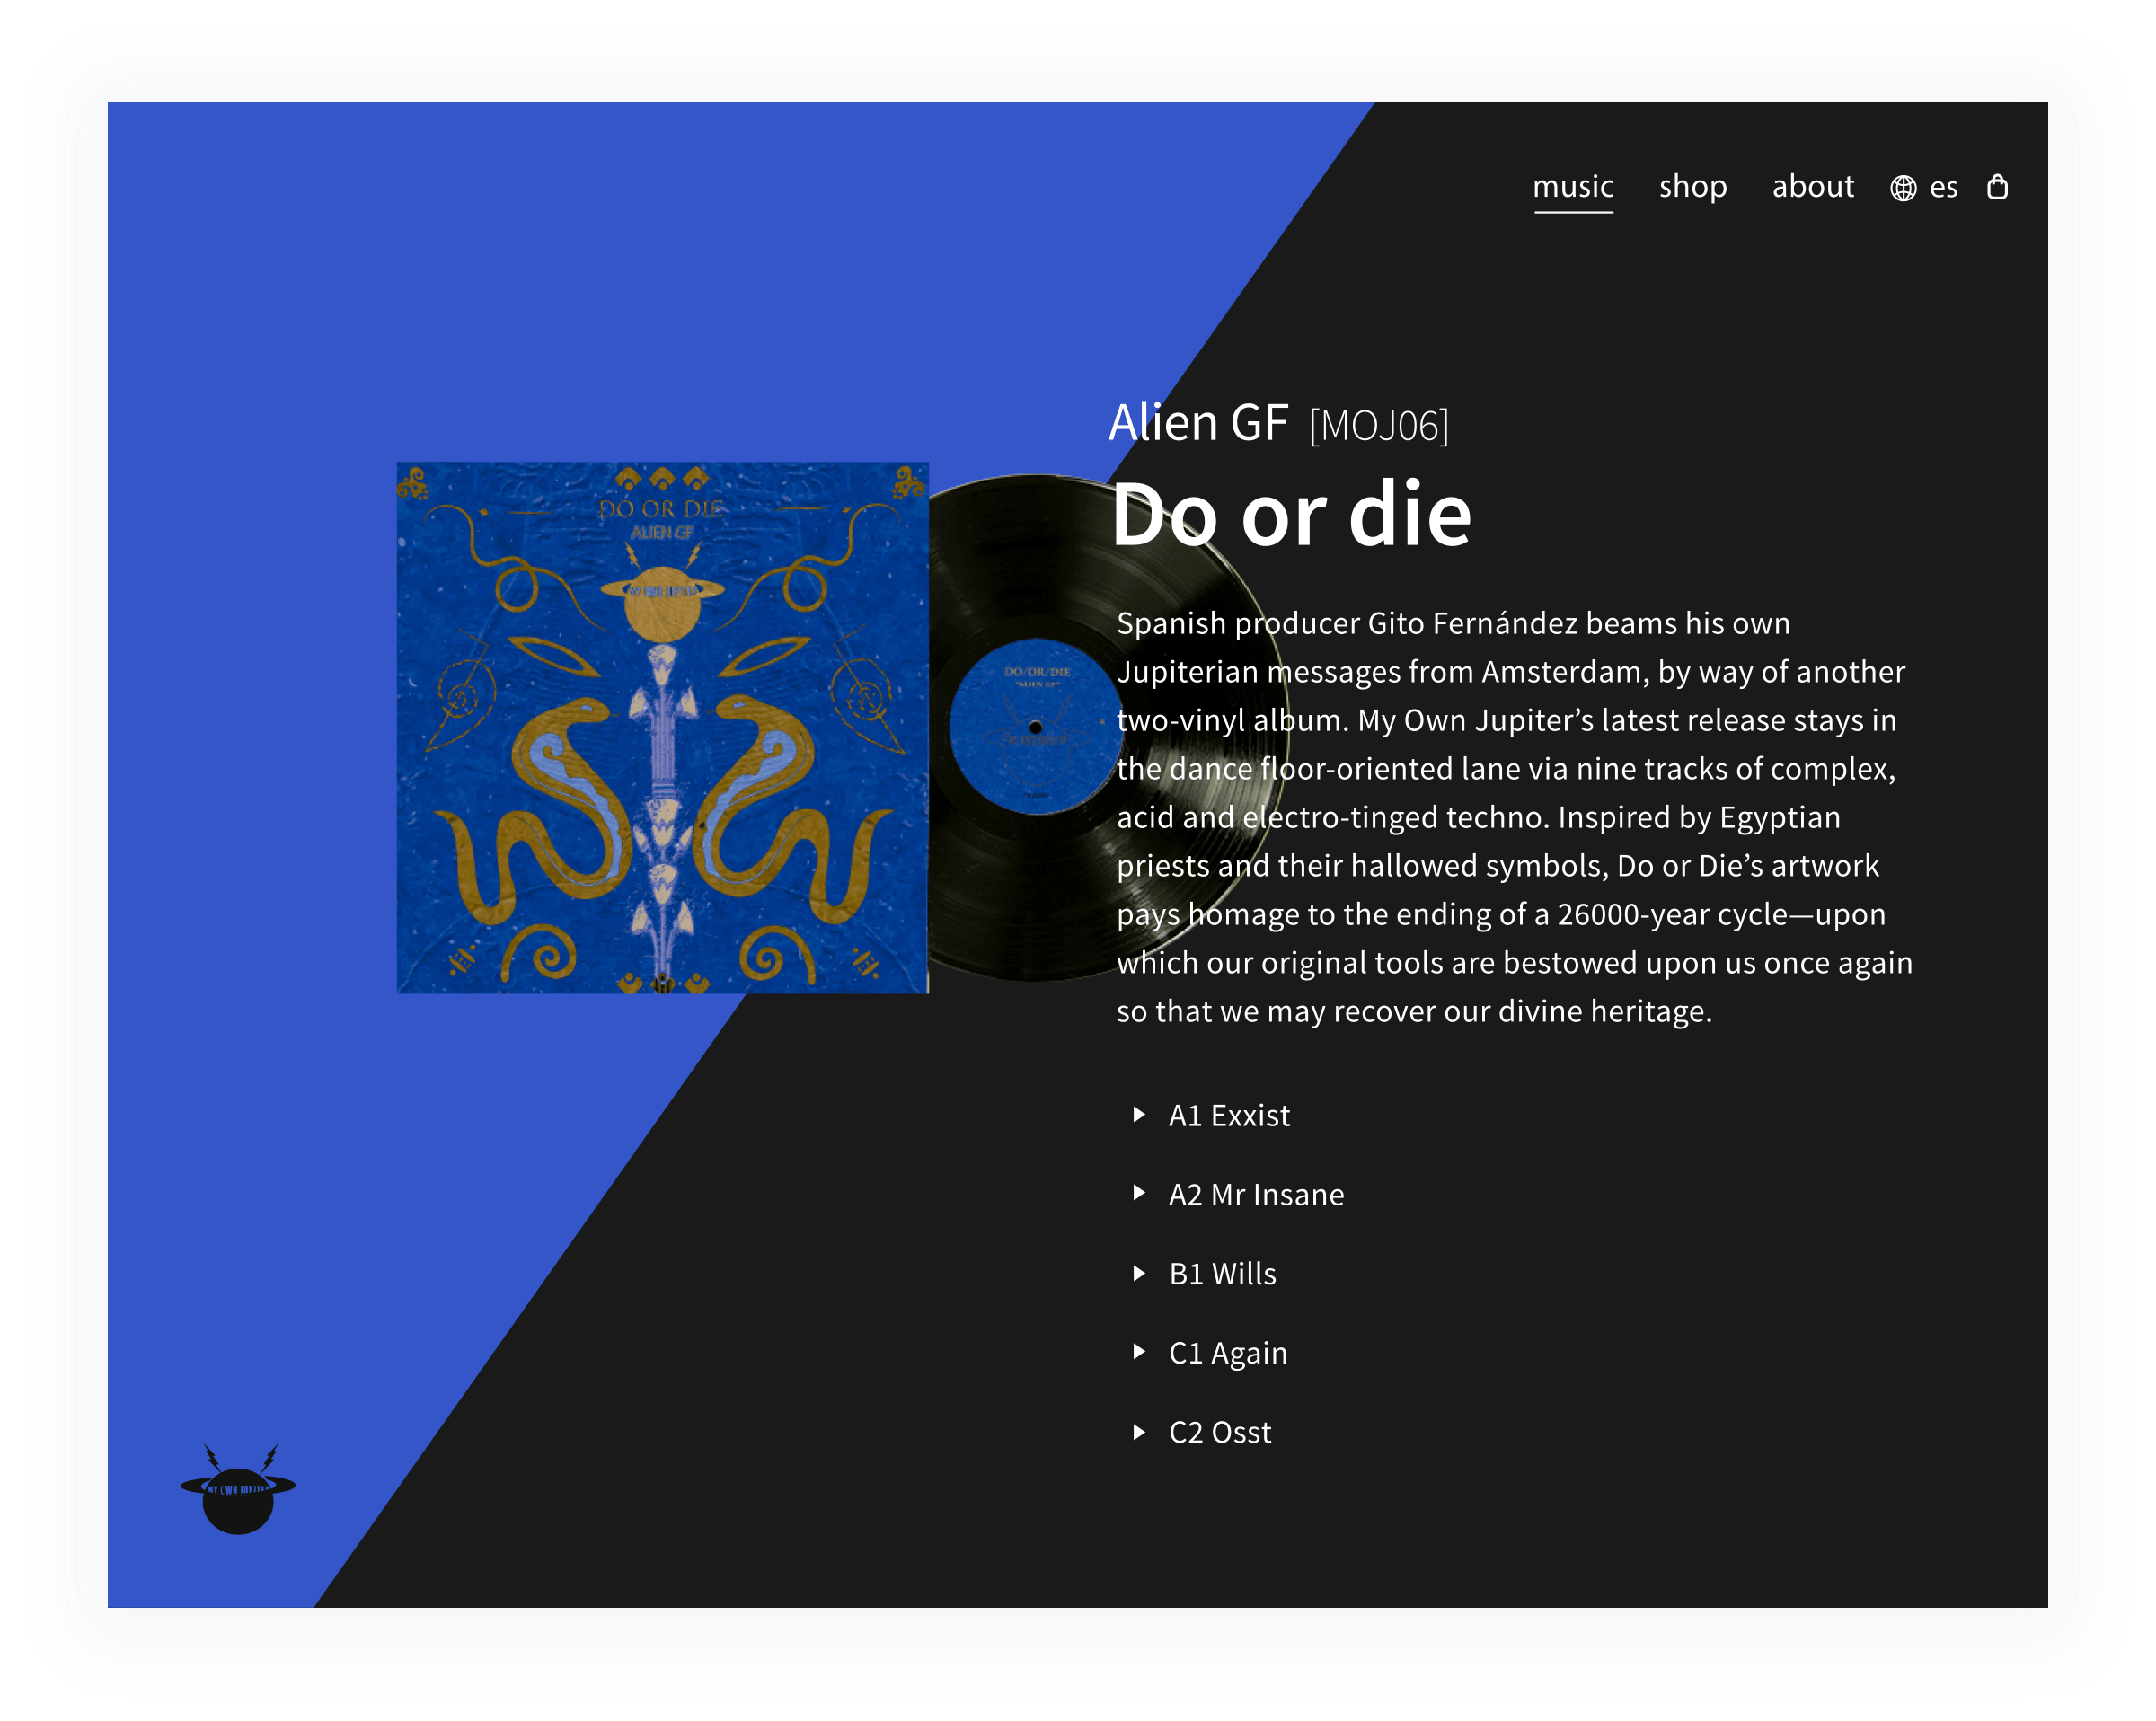 music shop about es
Alien GF [MOJ06]
Do or die
DO OR DIE
ALIEN GF
MY OWN JUPITER
DO/OR/DIE
"ALIEN GF"
Spanish producer Gito Fernández beams his own
Jupiterian messages from Amsterdam, by way of another
two-vinyl album. My Own Jupiter’s latest release stays in
the dance floor-oriented lane via nine tracks of complex,
acid and electro-tinged techno. Inspired by Egyptian
priests and their hallowed symbols, Do or Die’s artwork
pays homage to the ending of a 26000-year cycle—upon
which our original tools are bestowed upon us once again
so that we may recover our divine heritage.
A1 Exxist
A2 Mr Insane
B1 Wills
C1 Again
C2 Osst
MY OWN JUPITER